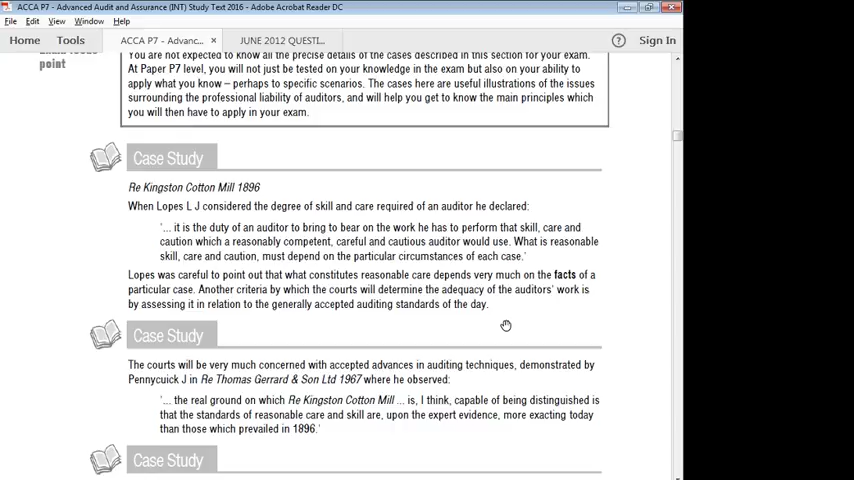 ACCA P7 - Advanced Audit and Assurance (INT) Study Text 2016 - Adobe Acrobat Reader DC
File Edit View Window Help
Home Tools ACCA P7 - Advanc... × JUNE 2012 QUESTI... Sign In
point
You are not expected to know all the precise details of the cases described in this section for your exam.
At Paper P7 level, you will not just be tested on your knowledge in the exam but also on your ability to
apply what you know – perhaps to specific scenarios. The cases here are useful illustrations of the issues
surrounding the professional liability of auditors, and will help you get to know the main principles which
you will then have to apply in your exam.
Case Study
Re Kingston Cotton Mill 1896
When Lopes L J considered the degree of skill and care required of an auditor he declared:
'... it is the duty of an auditor to bring to bear on the work he has to perform that skill, care and
caution which a reasonably competent, careful and cautious auditor would use. What is reasonable
skill, care and caution, must depend on the particular circumstances of each case.'
Lopes was careful to point out that what constitutes reasonable care depends very much on the facts of a
particular case. Another criteria by which the courts will determine the adequacy of the auditors' work is
by assessing it in relation to the generally accepted auditing standards of the day.
Case Study
The courts will be very much concerned with accepted advances in auditing techniques, demonstrated by
Pennycuick J in Re Thomas Gerrard & Son Ltd 1967 where he observed:
'... the real ground on which Re Kingston Cotton Mill ... is, I think, capable of being distinguished is
that the standards of reasonable care and skill are, upon the expert evidence, more exacting today
than those which prevailed in 1896.'
Case Study